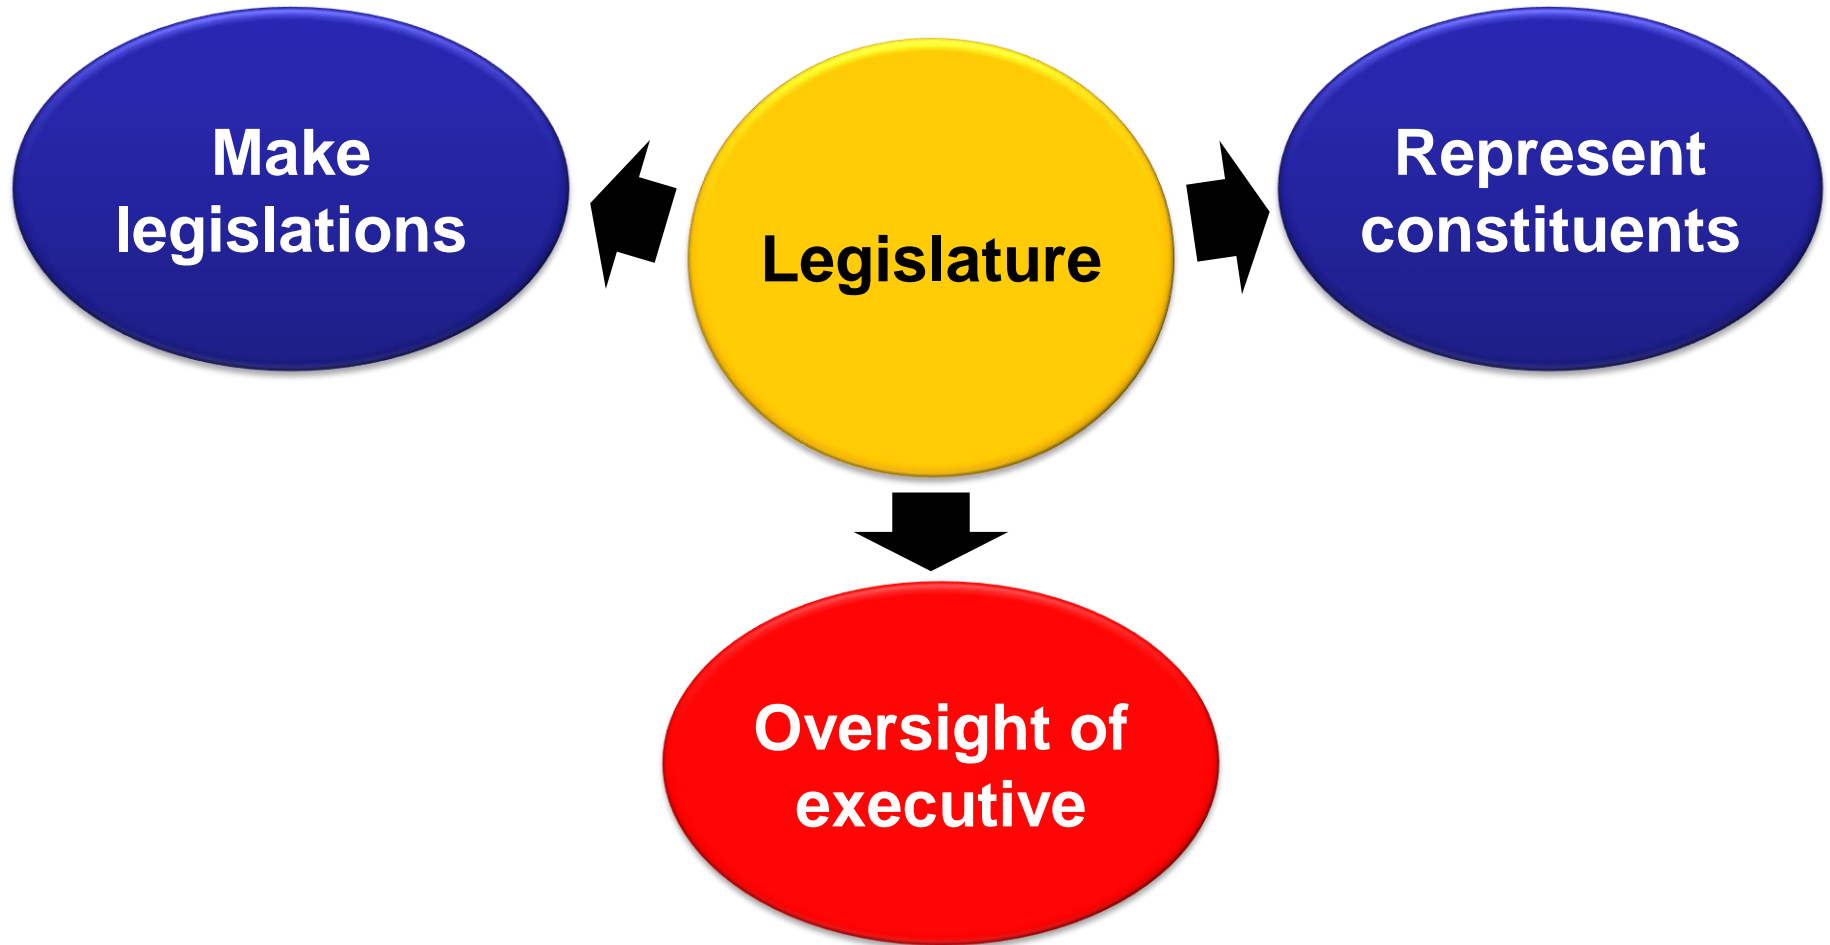 Make
legislations
Legislature
Represent
constituents
Oversight of
executive